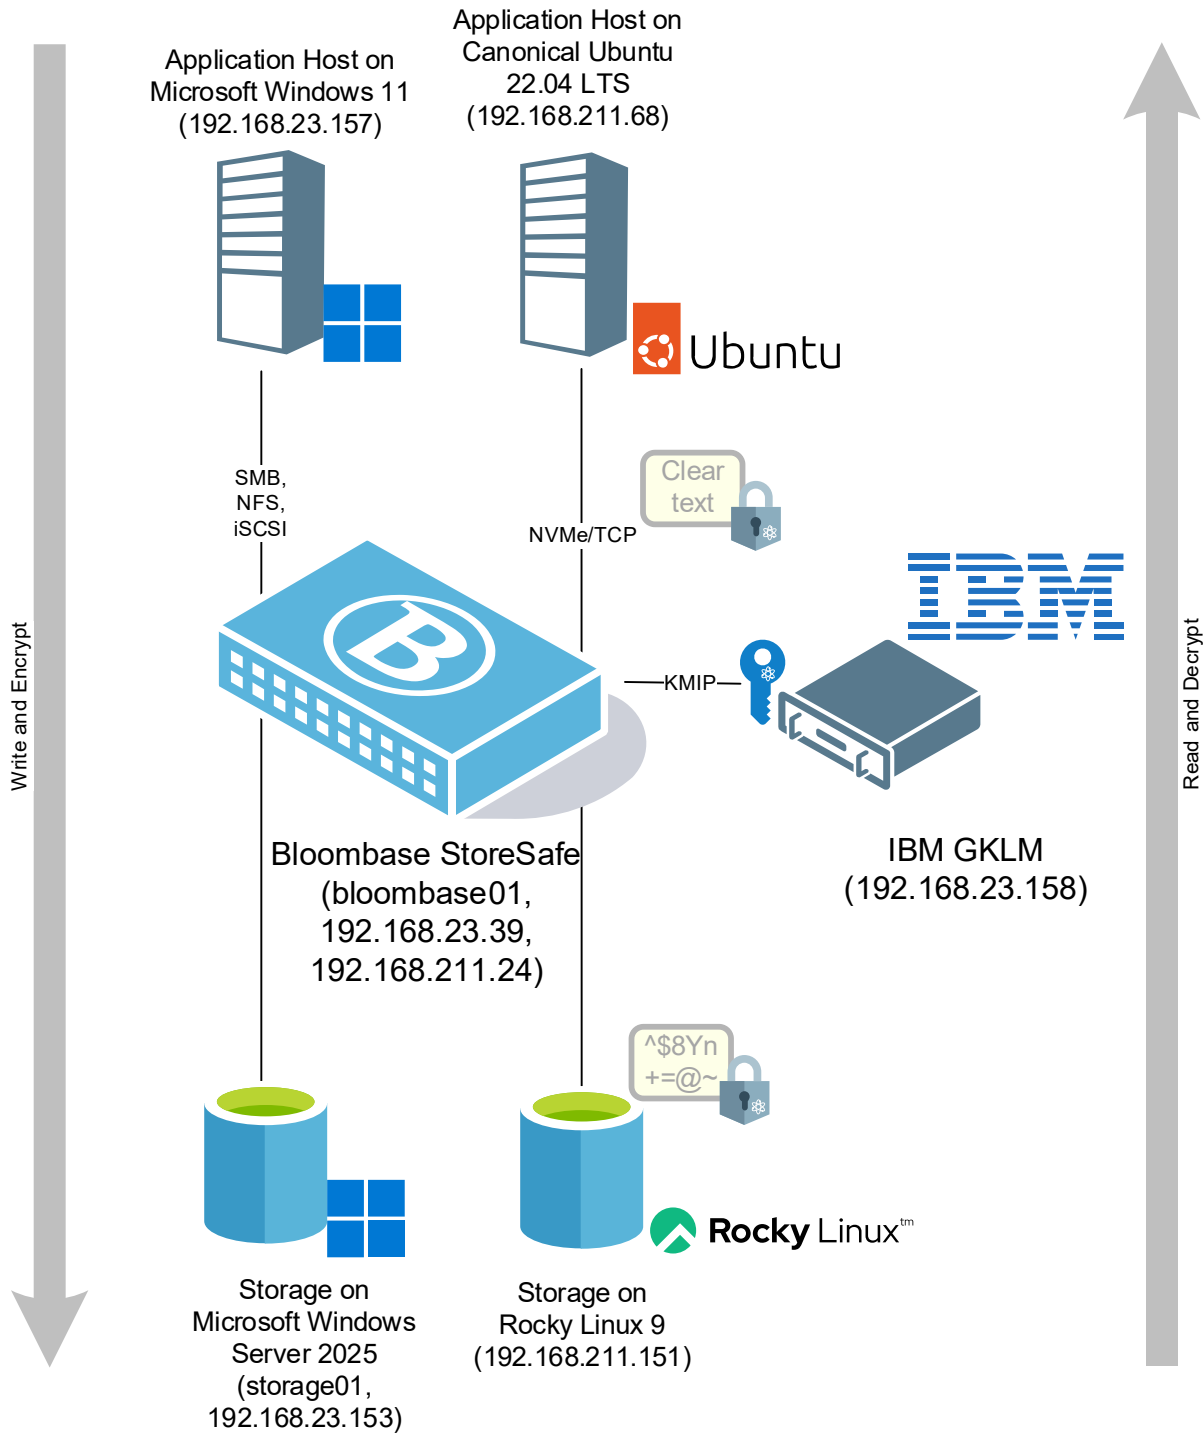 Application Host on
Microsoft Windows 11
(192.168.23.157)
Application Host on
Canonical Ubuntu
22.04 LTS
(192.168.211.68)
Ubuntu
SMB,
NFS,
iSCSI
NVMe/TCP
Clear
text
IBM
KMIP
Write and Encrypt
Read and Decrypt
Bloombase StoreSafe
(bloombase01,
192.168.23.39,
192.168.211.24)
IBM GKLM
(192.168.23.158)
^$8Yn
+=@~
Rocky Linux™
Storage on
Microsoft Windows
Server 2025
(storage01,
192.168.23.153)
Storage on
Rocky Linux 9
(192.168.211.151)